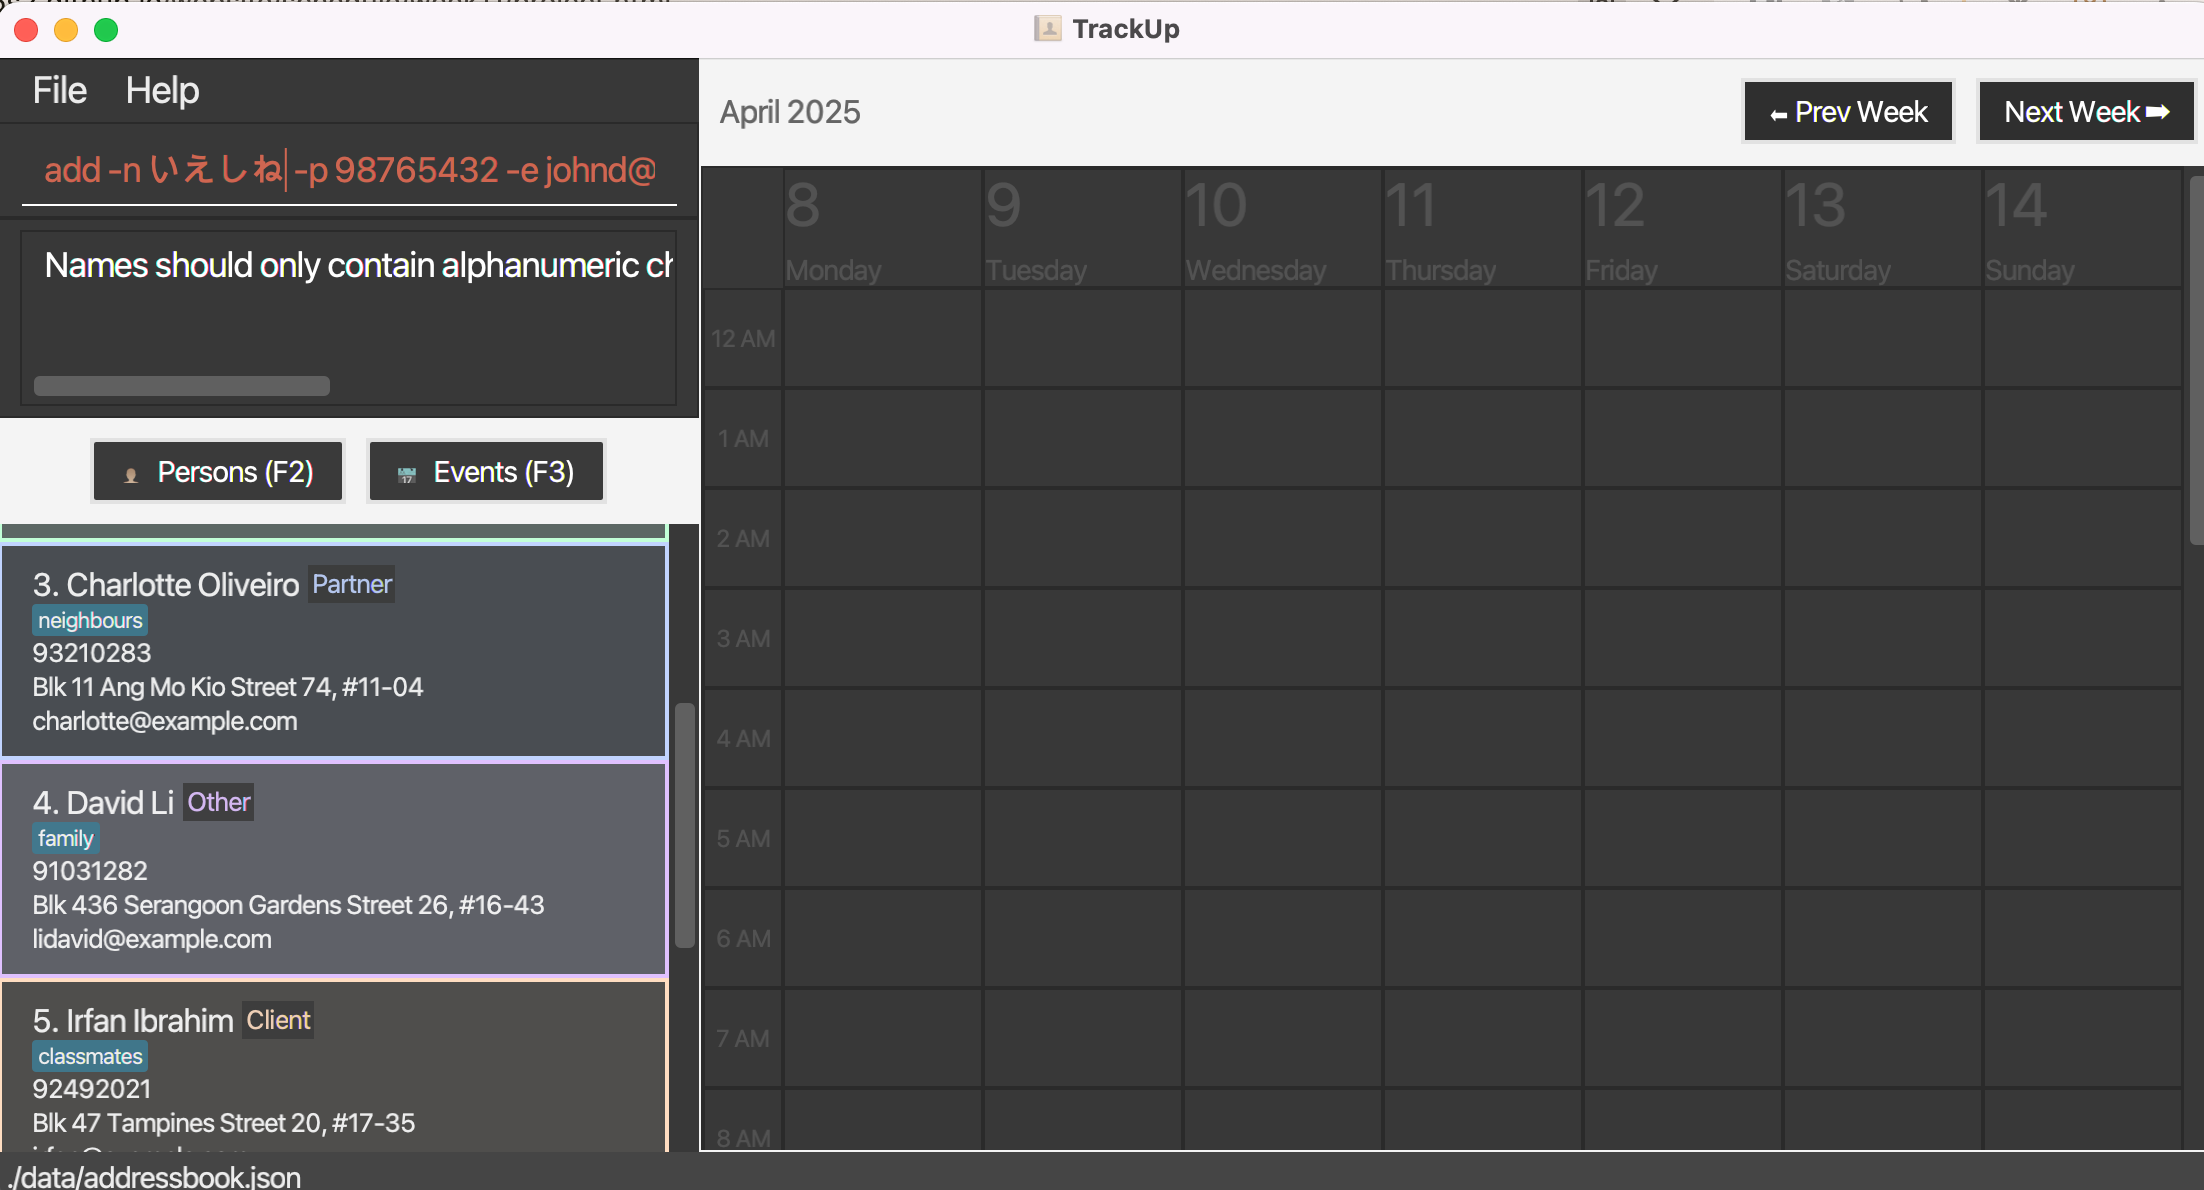 TrackUp
File Help
add -n いえしね -p 98765432 -e johnd@
Names should only contain alphanumeric ch
Persons (F2) Events (F3)
3. Charlotte Oliveiro Partner
neighbours
93210283
Blk 11 Ang Mo Kio Street 74, #11-04
charlotte@example.com
4. David Li Other
family
91031282
Blk 436 Serangoon Gardens Street 26, #16-43
lidavid@example.com
5. Irfan Ibrahim Client
classmates
92492021
Blk 47 Tampines Street 20, #17-35
./data/addressbook.json
April 2025
⬅ Prev Week Next Week ➡
8 9 10 11 12 13 14
Monday Tuesday Wednesday Thursday Friday Saturday Sunday
12 AM
1 AM
2 AM
3 AM
4 AM
5 AM
6 AM
7 AM
8 AM